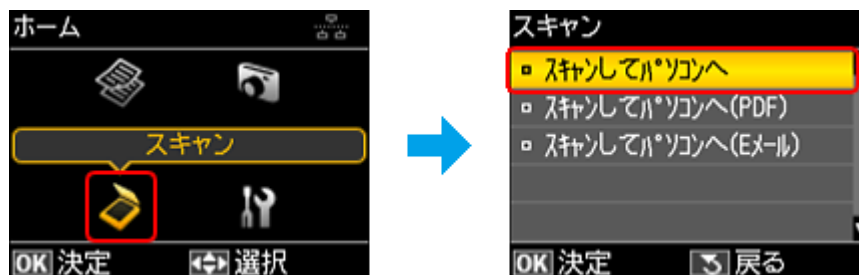 ホーム
スキャン
OK 決定 選択
スキャン
スキャンしてパソコンへ
スキャンしてパソコンへ(PDF)
スキャンしてパソコンへ(Eメール)
OK 決定 戻る